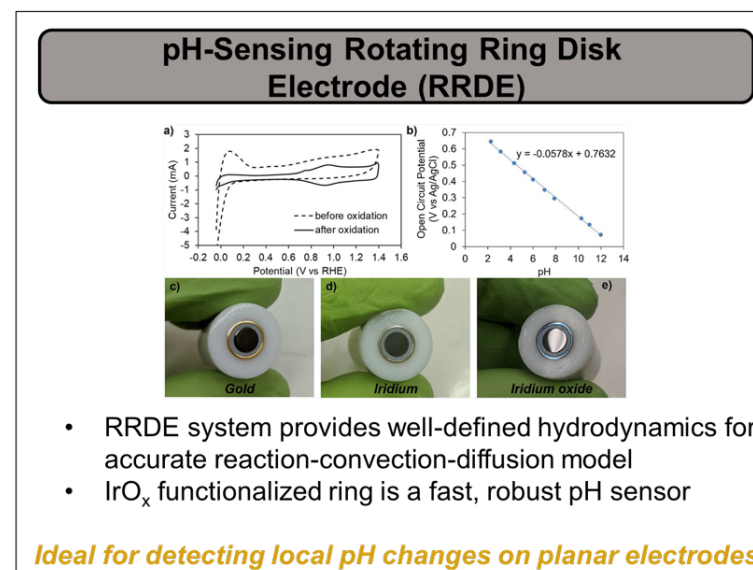 pH-Sensing Rotating Ring Disk
Electrode (RRDE)
a)
Current (mA)
3
2
1
0
-1
-2
-3
-4
-5
before oxidation
after oxidation
-0.2 0.0 0.2 0.4 0.6 0.8 1.0 1.2 1.4 1.6
Potential (V vs RHE)
b)
Open Circuit Potential
(V vs Ag/AgCl)
0.7
0.6
0.5
0.4
0.3
0.2
0.1
0
y = -0.0578x + 0.7632
0 2 4 6 8 10 12 14
pH
c)
Gold
d)
Iridium
e)
Iridium oxide
• RRDE system provides well-defined hydrodynamics for
accurate reaction-convection-diffusion model
• IrOₓ functionalized ring is a fast, robust pH sensor
Ideal for detecting local pH changes on planar electrodes